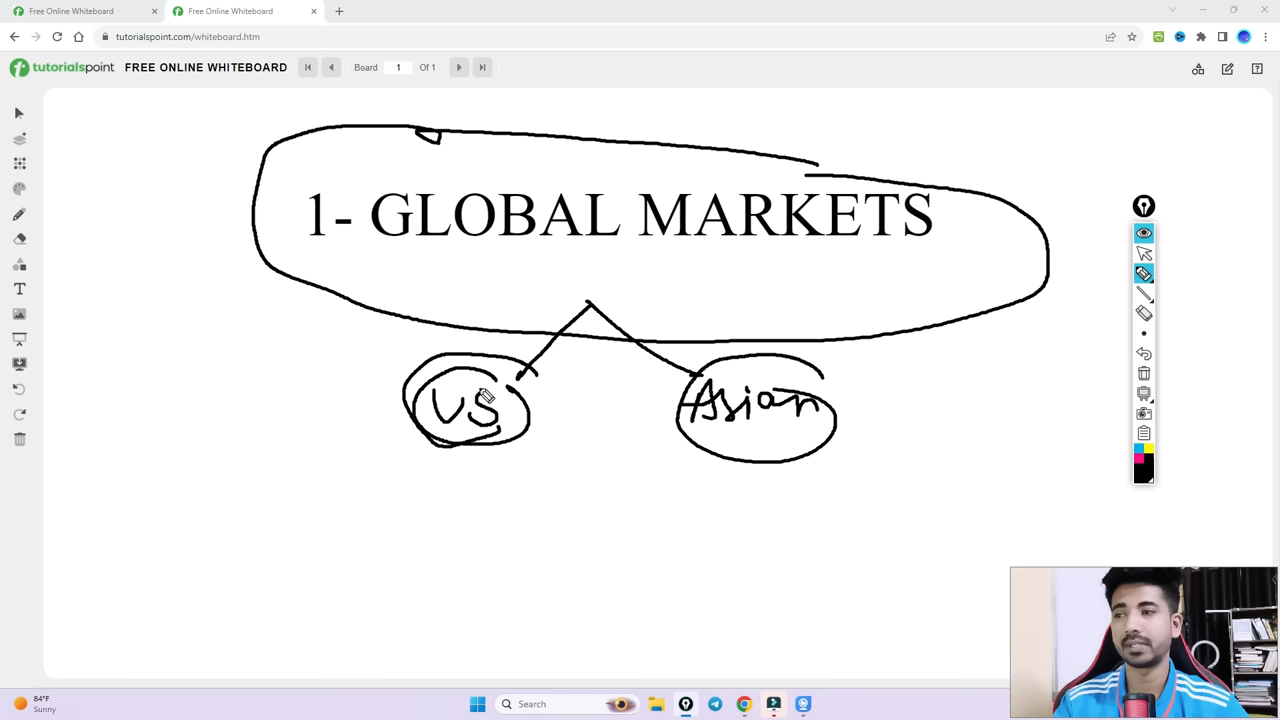 Free Online Whiteboard
Free Online Whiteboard
tutorialspoint.com/whiteboard.htm
tutorialspoint FREE ONLINE WHITEBOARD Board 1 Of 1
1- GLOBAL MARKETS
US Asian
84°F
Sunny
Search